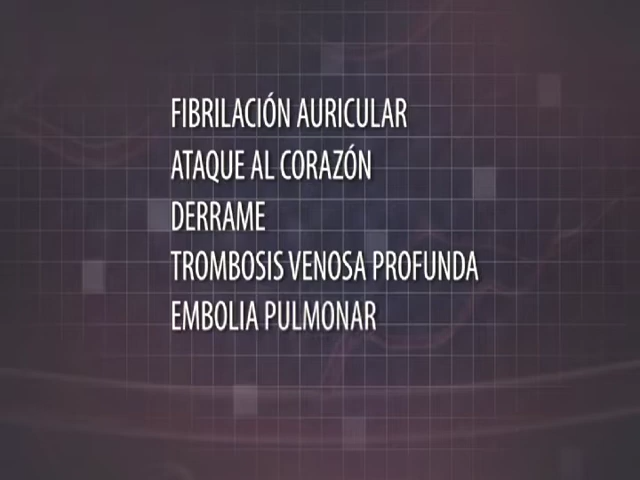 FIBRILACIÓN AURICULAR
ATAQUE AL CORAZÓN
DERRAME
TROMBOSIS VENOSA PROFUNDA
EMBOLIA PULMONAR